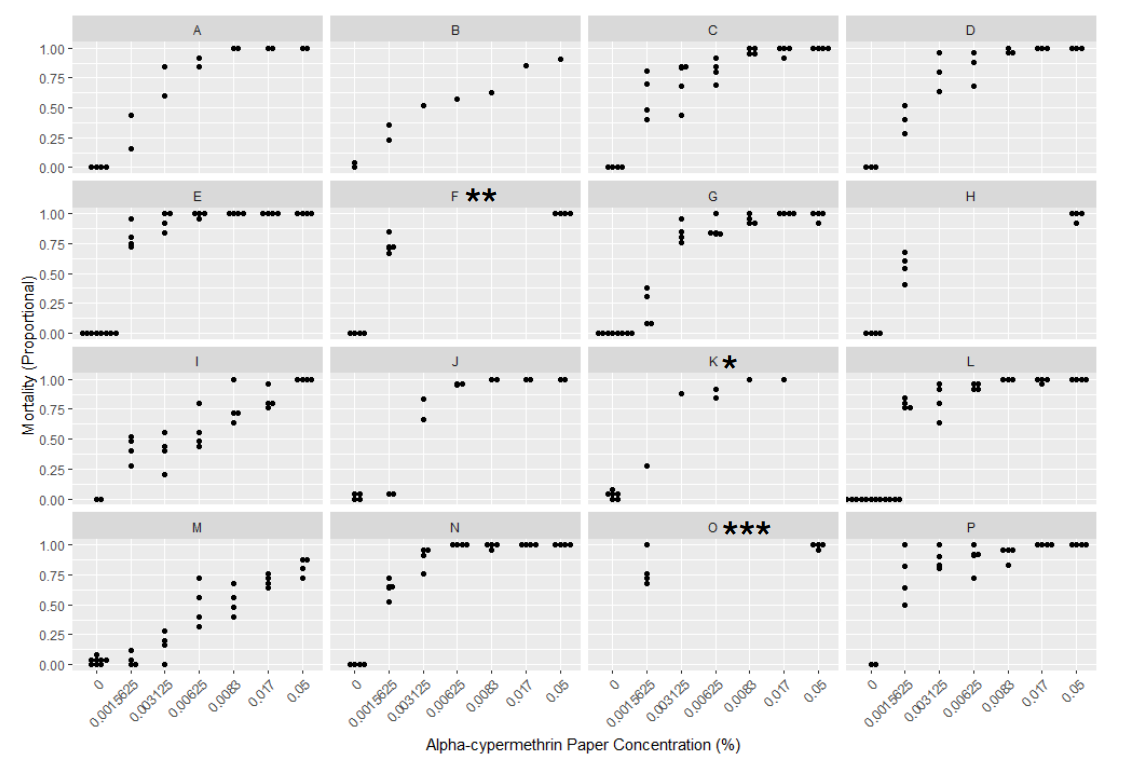 A B C D
1.00
0.75
0.50
0.25
0.00
E F ** G H
1.00
0.75
0.50
0.25
0.00
Mortality (Proportional)
I J K * L
1.00
0.75
0.50
0.25
0.00
M N O *** P
1.00
0.75
0.50
0.25
0.00
0 0.0015625 0.003125 0.00625 0.0083 0.017 0.05 0 0.0015625 0.003125 0.00625 0.0083 0.017 0.05 0 0.0015625 0.003125 0.00625 0.0083 0.017 0.05 0 0.0015625 0.003125 0.00625 0.0083 0.017 0.05
Alpha-cypermethrin Paper Concentration (%)